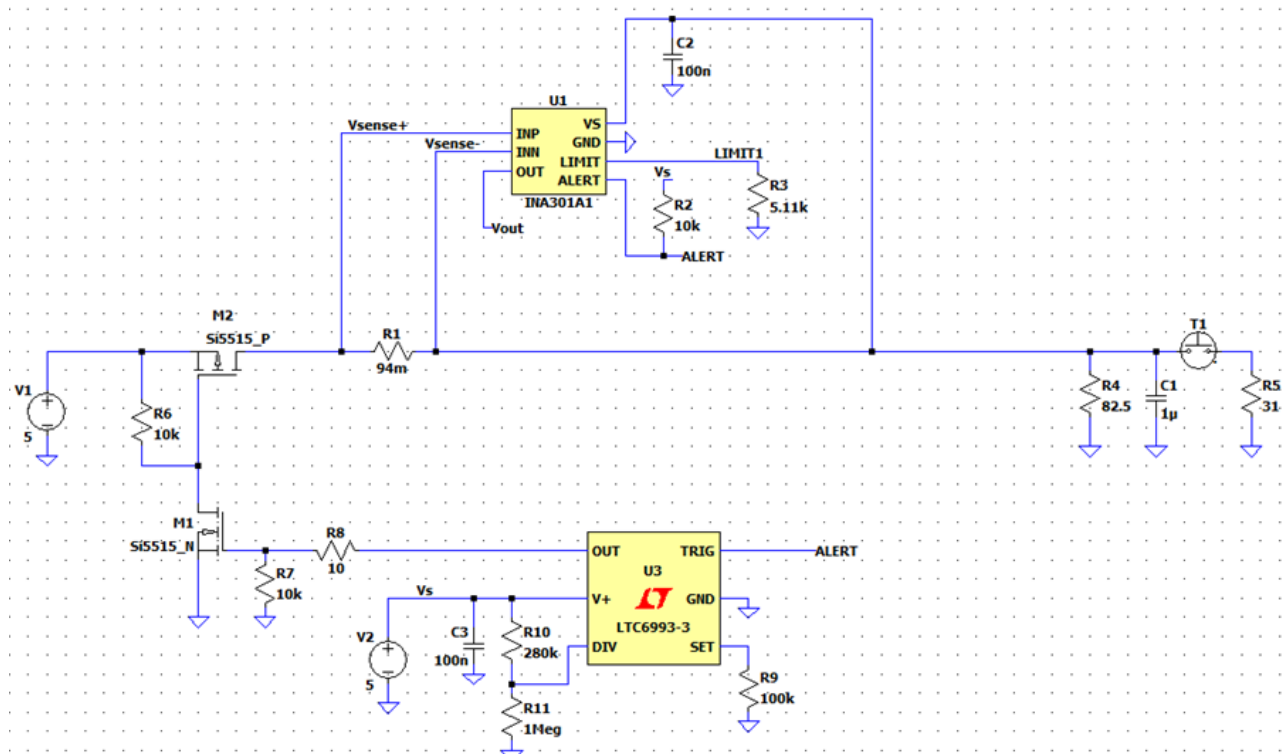 C2
100n
U1
Vsense+
INP
VS
Vsense-
INN
GND
OUT
LIMIT
LIMIT1
ALERT
INA301A1
Vs
R3
5.11k
R2
10k
Vout
ALERT
M2
Si5515_P
R1
94m
T1
V1
5
R6
10k
R4
82.5
C1
1µ
R5
31
M1
Si5515_N
R8
10
R7
10k
OUT
TRIG
ALERT
U3
Vs
V+
GND
LTC6993-3
V2
5
C3
100n
R10
280k
DIV
SET
R9
100k
R11
1Meg